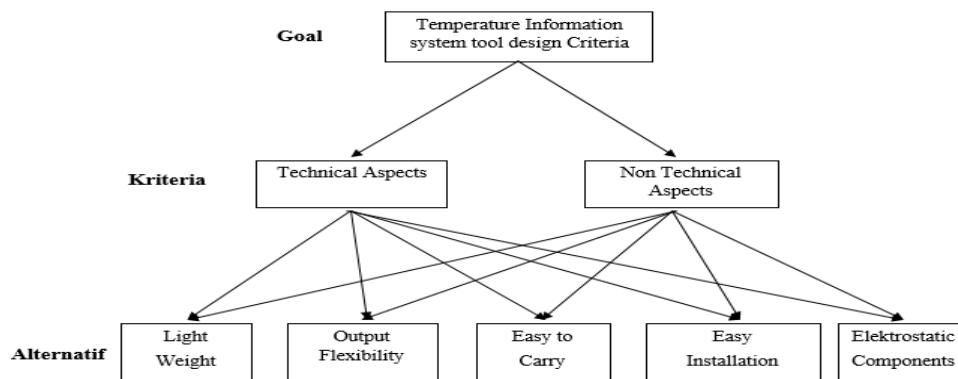 Goal
Temperature Information
system tool design Criteria
Kriteria
Technical Aspects
Non Technical
Aspects
Alternatif
Light
Weight
Output
Flexibility
Easy to
Carry
Easy
Installation
Elektrostatic
Components